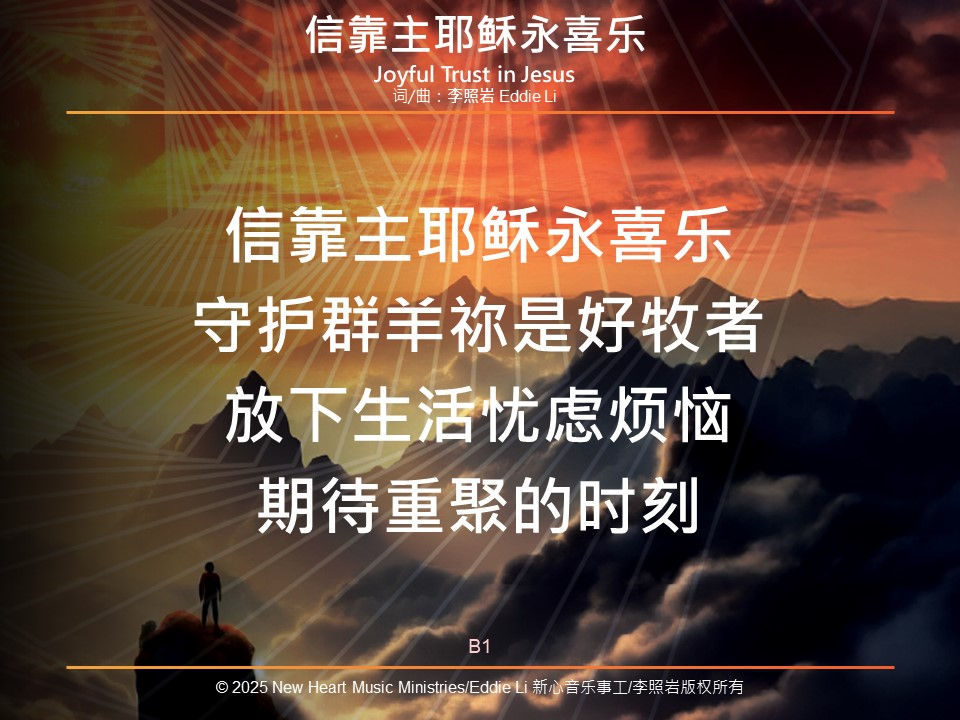 信靠主耶稣永喜乐
Joyful Trust in Jesus
词/曲：李照岩 Eddie Li
信靠主耶稣永喜乐
守护群羊祢是好牧者
放下生活忧虑烦恼
期待重聚的时刻
B1
© 2025 New Heart Music Ministries/Eddie Li 新心音乐事工/李照岩版权所有